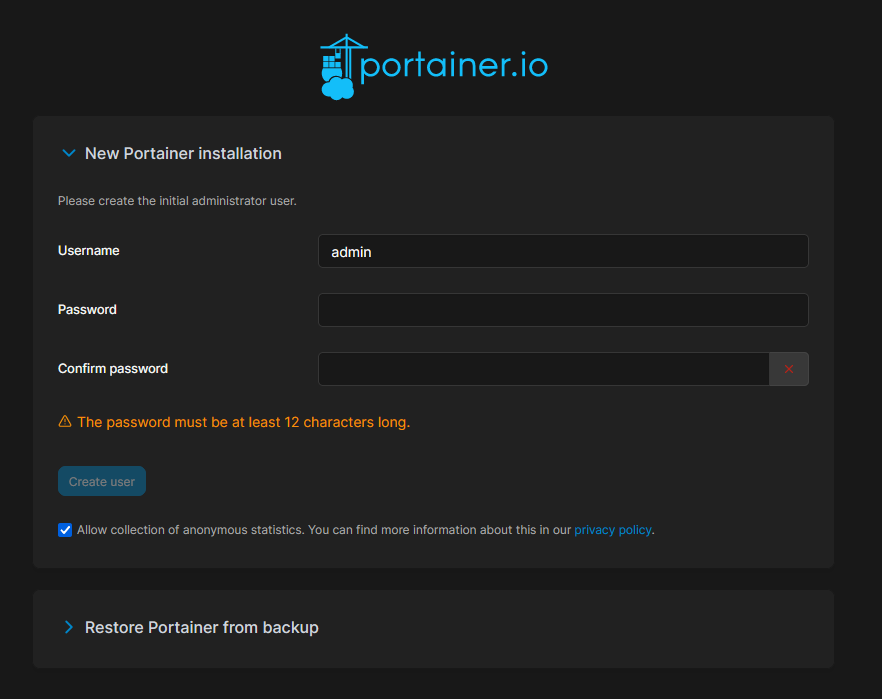 portainer.io
New Portainer installation
Please create the initial administrator user.
Username
admin
Password
Confirm password
The password must be at least 12 characters long.
Create user
Allow collection of anonymous statistics. You can find more information about this in our privacy policy.
Restore Portainer from backup